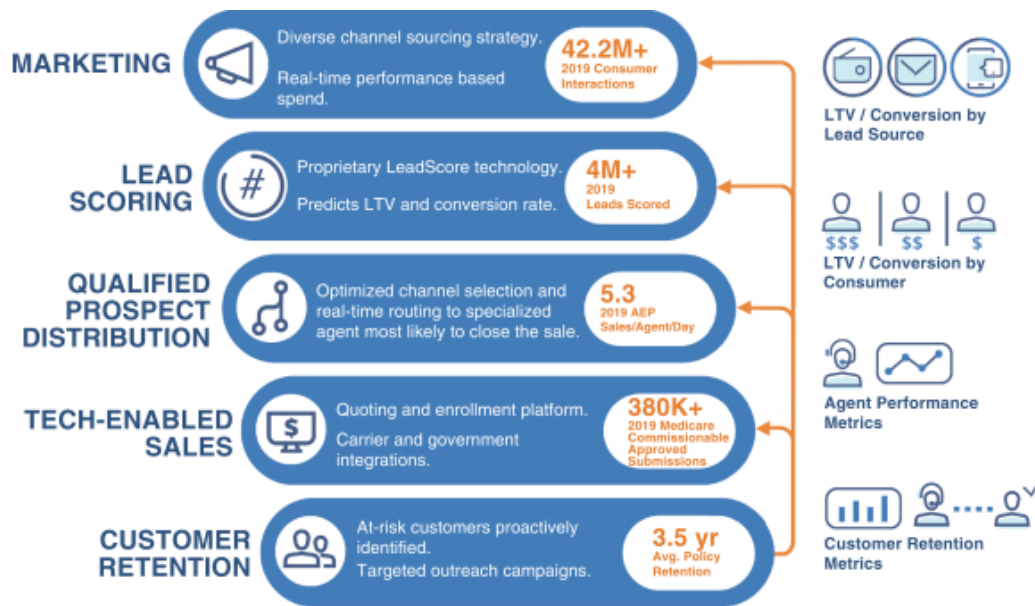 MARKETING
Diverse channel sourcing strategy.
Real-time performance based
spend.
42.2M+
2019 Consumer
Interactions
LEAD
SCORING
#
Proprietary LeadScore technology.
Predicts LTV and conversion rate.
4M+
2019
Leads Scored
QUALIFIED
PROSPECT
DISTRIBUTION
Optimized channel selection and
real-time routing to specialized
agent most likely to close the sale.
5.3
2019 AEP
Sales/Agent/Day
TECH-ENABLED
SALES
$
Quoting and enrollment platform.
Carrier and government
integrations.
380K+
2019 Medicare
Commissionable
Approved
Submissions
CUSTOMER
RETENTION
At-risk customers proactively
identified.
Targeted outreach campaigns.
3.5 yr
Avg. Policy
Retention
LTV / Conversion by
Lead Source
$$$ $$ $
LTV / Conversion by
Consumer
Agent Performance
Metrics
Customer Retention
Metrics